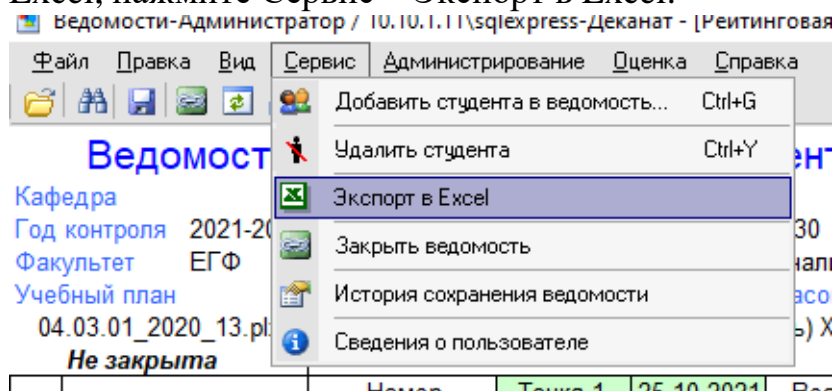 Excel, нажмите Сервис – Экспорт в Excel.
Ведомости-Администратор / 10.10.1.11\sqlexpress-Деканат - [Рейтинговая
Файл Правка Вид Сервис Администрирование Оценка Справка
Добавить студента в ведомость... Ctrl+G
Удалить студента Ctrl+Y
Экспорт в Excel
Закрыть ведомость
История сохранения ведомости
Сведения о пользователе
Ведомост
Кафедра
Год контроля 2021-20 30
Факультет ЕГФ
Учебный план
04.03.01_2020_13.pl
Не закрыта
Номер Точка 1 25.10.2021